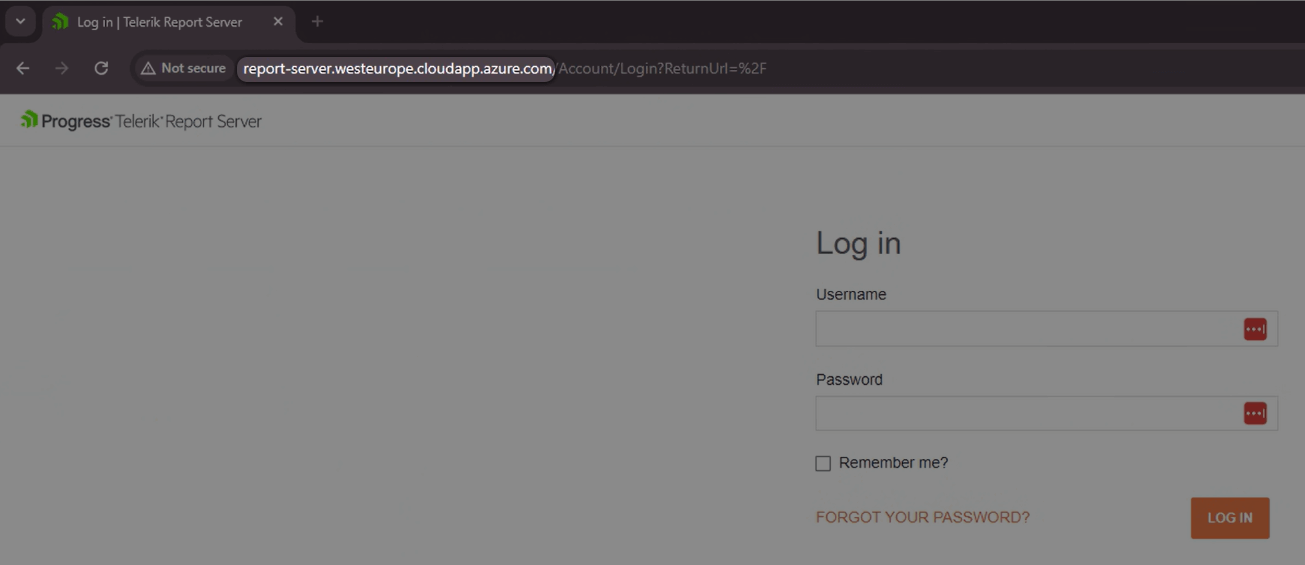 Log in | Telerik Report Server
Not secure report-server.westeurope.cloudapp.azure.com/Account/Login?ReturnUrl=%2F
Progress® Telerik® Report Server
Log in
Username
Password
Remember me?
FORGOT YOUR PASSWORD?
LOG IN